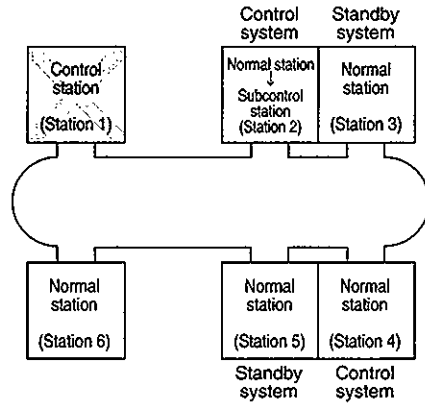 Control
system
Standby
system
Control
station
(Station 1)
Normal station
↓
Subcontrol
station
(Station 2)
Normal
station
(Station 3)
Normal
station
(Station 6)
Normal
station
(Station 5)
Normal
station
(Station 4)
Standby
system
Control
system